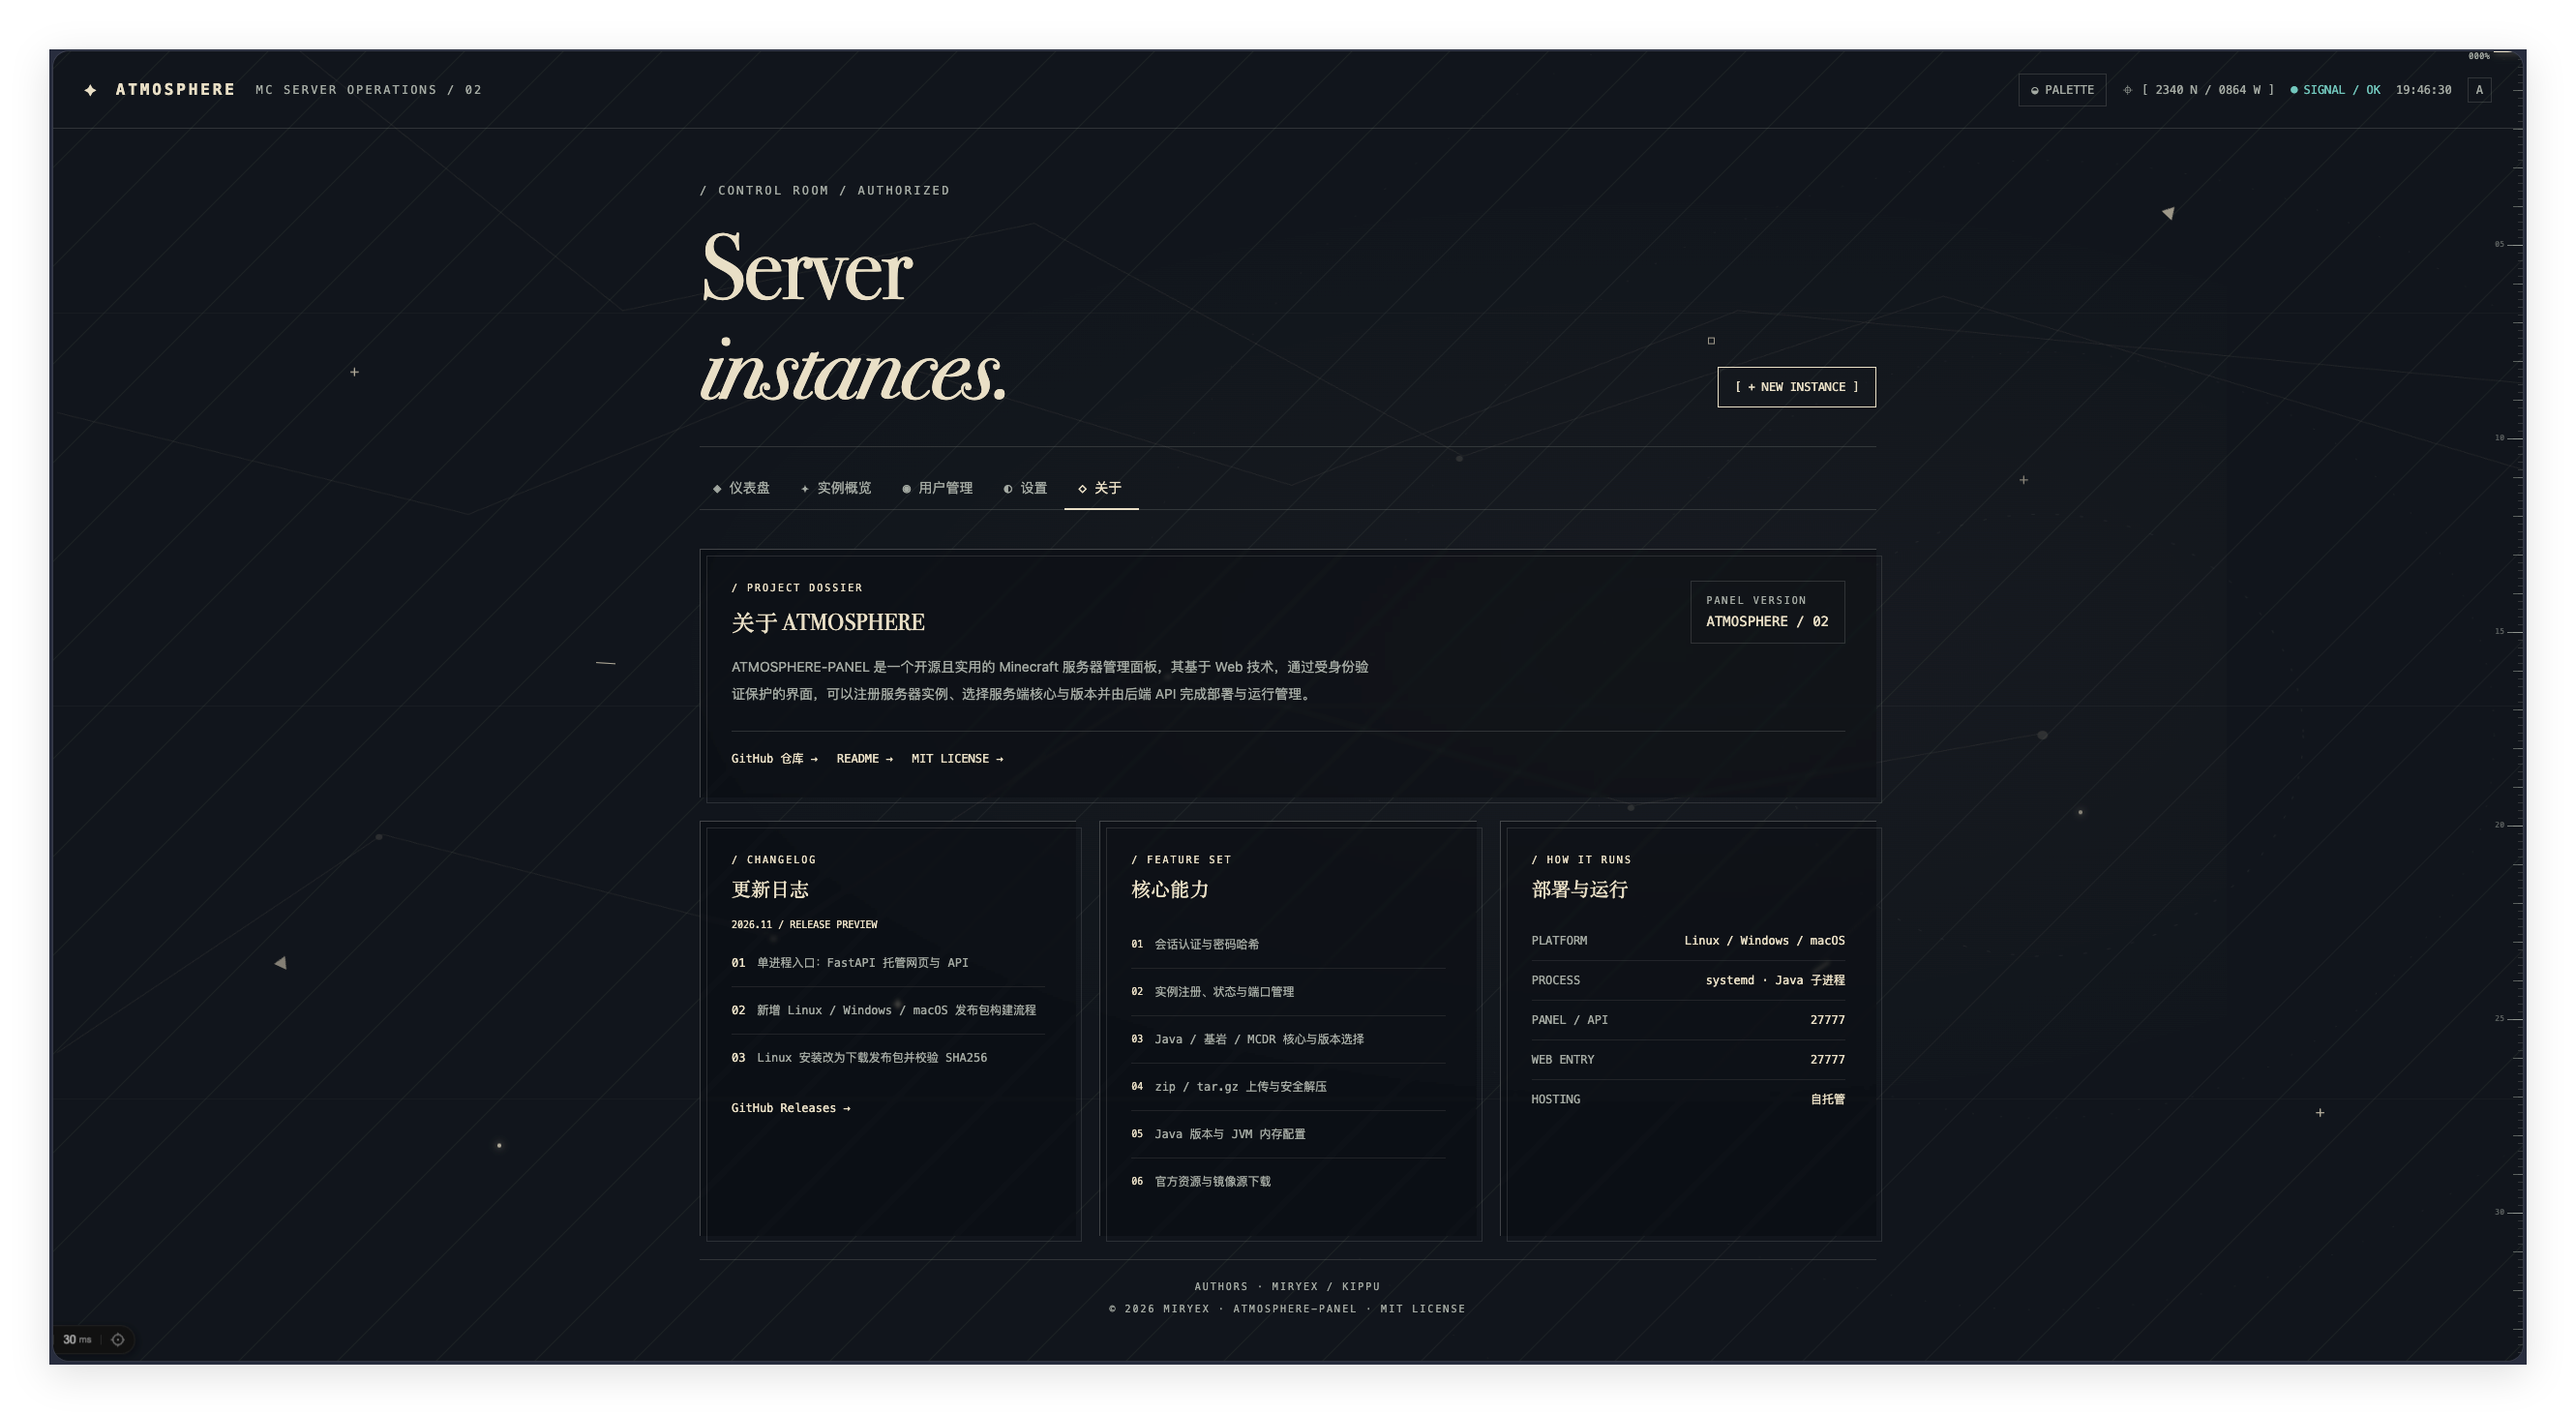 ✦ ATMOSPHERE MC SERVER OPERATIONS / 02
000%
PALETTE [ 2340 N / 0864 W ] SIGNAL / OK 19:46:30 A
/ CONTROL ROOM / AUTHORIZED
Server
instances.
[ + NEW INSTANCE ]
◆ 仪表盘 ✦ 实例概览 ◉ 用户管理 ◐ 设置 ◇ 关于
/ PROJECT DOSSIER
关于 ATMOSPHERE
PANEL VERSION
ATMOSPHERE / 02
ATMOSPHERE-PANEL 是一个开源且实用的 Minecraft 服务器管理面板，其基于 Web 技术，通过受身份验
证保护的界面，可以注册服务器实例、选择服务端核心与版本并由后端 API 完成部署与运行管理。
GitHub 仓库 → README → MIT LICENSE →
/ CHANGELOG
更新日志
2026.11 / RELEASE PREVIEW
01 单进程入口：FastAPI 托管网页与 API
02 新增 Linux / Windows / macOS 发布包构建流程
03 Linux 安装改为下载发布包并校验 SHA256
GitHub Releases →
/ FEATURE SET
核心能力
01 会话认证与密码哈希
02 实例注册、状态与端口管理
03 Java / 基岩 / MCDR 核心与版本选择
04 zip / tar.gz 上传与安全解压
05 Java 版本与 JVM 内存配置
06 官方资源与镜像源下载
/ HOW IT RUNS
部署与运行
PLATFORM Linux / Windows / macOS
PROCESS systemd · Java 子进程
PANEL / API 27777
WEB ENTRY 27777
HOSTING 自托管
AUTHORS · MIRYEX / KIPPU
© 2026 MIRYEX · ATMOSPHERE-PANEL · MIT LICENSE
30 ms
05
10
15
20
25
30